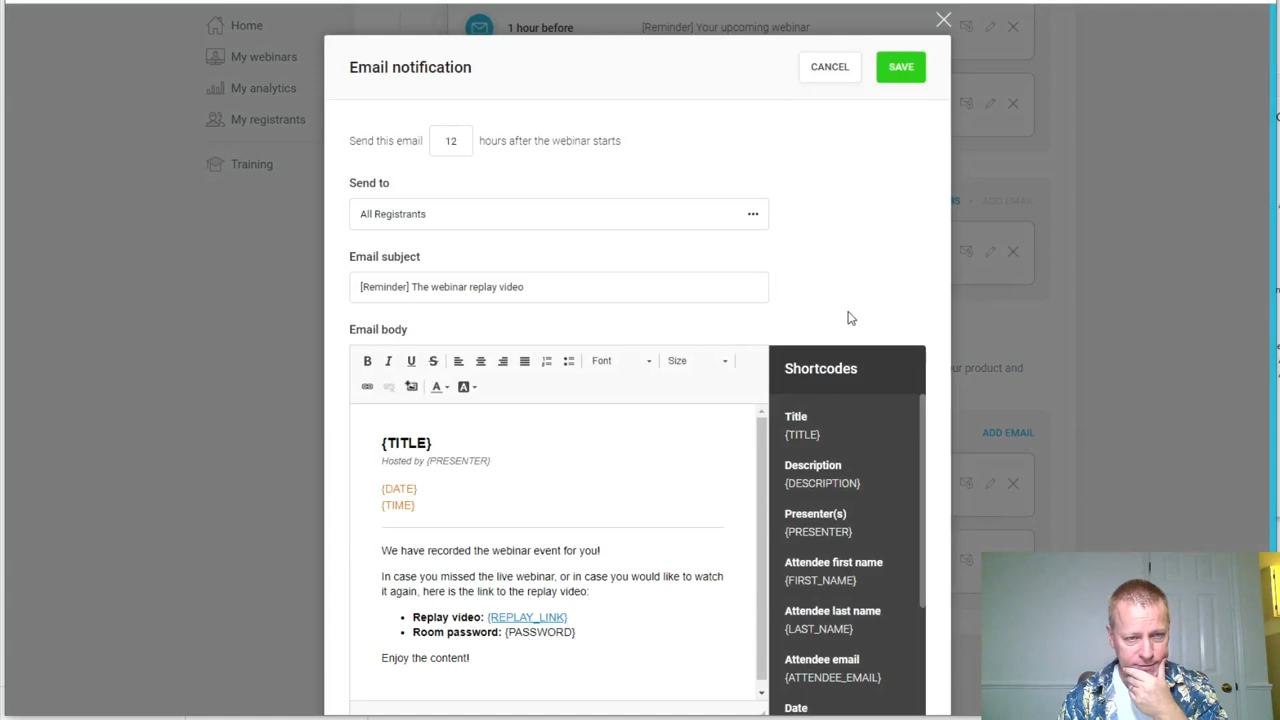 Home
My webinars
My analytics
My registrants
Training
1 hour before
[Reminder] Your upcoming webinar
Email notification
CANCEL
SAVE
Send this email 12 hours after the webinar starts
Send to
All Registrants
•••
Email subject
[Reminder] The webinar replay video
Email body
B I U S Font Size
A A
{TITLE}
Hosted by {PRESENTER}
{DATE}
{TIME}
We have recorded the webinar event for you!
In case you missed the live webinar, or in case you would like to watch
it again, here is the link to the replay video:
• Replay video: {REPLAY_LINK}
• Room password: {PASSWORD}
Enjoy the content!
Shortcodes
Title
{TITLE}
Description
{DESCRIPTION}
Presenter(s)
{PRESENTER}
Attendee first name
{FIRST_NAME}
Attendee last name
{LAST_NAME}
Attendee email
{ATTENDEE_EMAIL}
Date
ADD EMAIL
our product and
ADD EMAIL